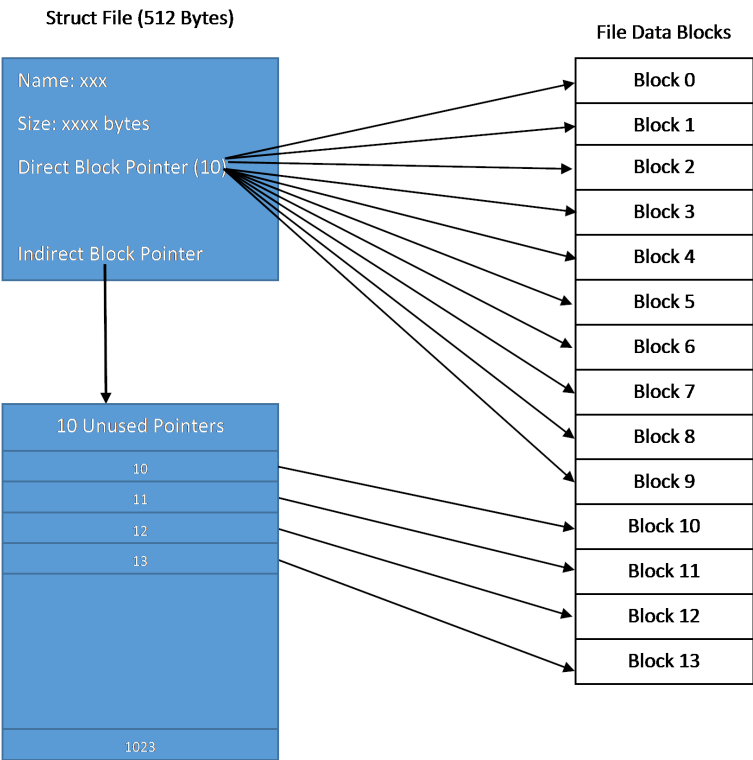 Struct File (512 Bytes)
Name: xxx
Size: xxxx bytes
Direct Block Pointer (10)
Indirect Block Pointer
10 Unused Pointers
10
11
12
13
1023
File Data Blocks
Block 0
Block 1
Block 2
Block 3
Block 4
Block 5
Block 6
Block 7
Block 8
Block 9
Block 10
Block 11
Block 12
Block 13